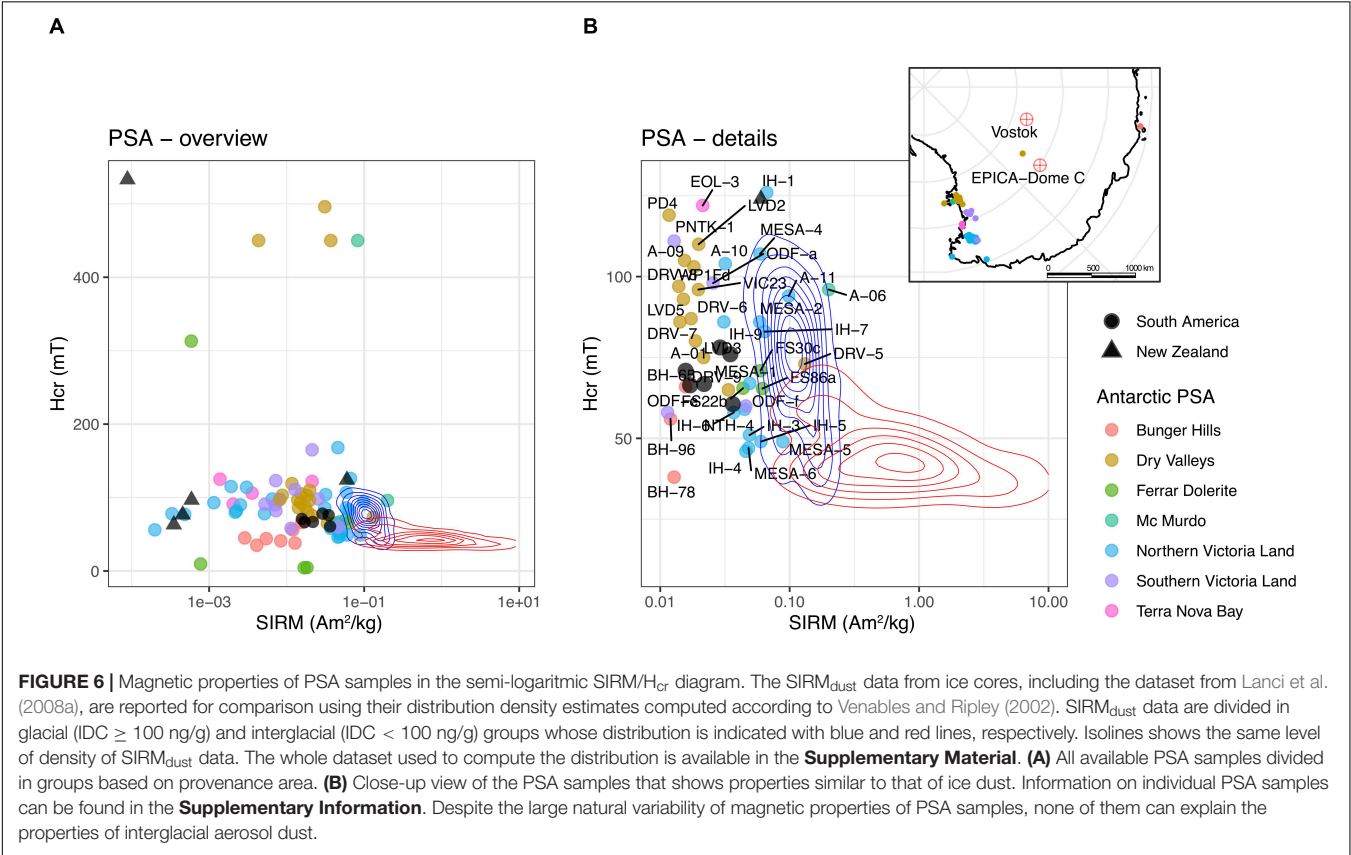 A
B
PSA – overview
PSA – details
Vostok
EPICA–Dome C
0 500 1000 km
Hcr (mT)
400
200
0
1e–03
1e–01
1e+01
SIRM (Am²/kg)
Hcr (mT)
100
50
0.01
0.10
1.00
10.00
SIRM (Am²/kg)
EOL–3
IH–1
PD4
LVD2
PNTK–1
MESA–4
A–09
A–10
ODF–a
VIC23
A–11
A–06
LVD5
DRV–6
MESA–2
DRV–7
IH–9
IH–7
A–01
LVD3
FS30c
DRV–5
BH–65
DRV–9
MESA–1
FS86a
FS22b
ODF–f
NTH–4
IH–3
IH–5
BH–96
MESA–5
IH–4
MESA–6
BH–78
South America
New Zealand
Antarctic PSA
Bunger Hills
Dry Valleys
Ferrar Dolerite
Mc Murdo
Northern Victoria Land
Southern Victoria Land
Terra Nova Bay
FIGURE 6 | Magnetic properties of PSA samples in the semi-logaritmic SIRM/Hcr diagram. The SIRMdust data from ice cores, including the dataset from Lanci et al.
(2008a), are reported for comparison using their distribution density estimates computed according to Venables and Ripley (2002). SIRMdust data are divided in
glacial (IDC ≥ 100 ng/g) and interglacial (IDC < 100 ng/g) groups whose distribution is indicated with blue and red lines, respectively. Isolines shows the same level
of density of SIRMdust data. The whole dataset used to compute the distribution is available in the Supplementary Material. (A) All available PSA samples divided
in groups based on provenance area. (B) Close-up view of the PSA samples that shows properties similar to that of ice dust. Information on individual PSA samples
can be found in the Supplementary Information. Despite the large natural variability of magnetic properties of PSA samples, none of them can explain the
properties of interglacial aerosol dust.